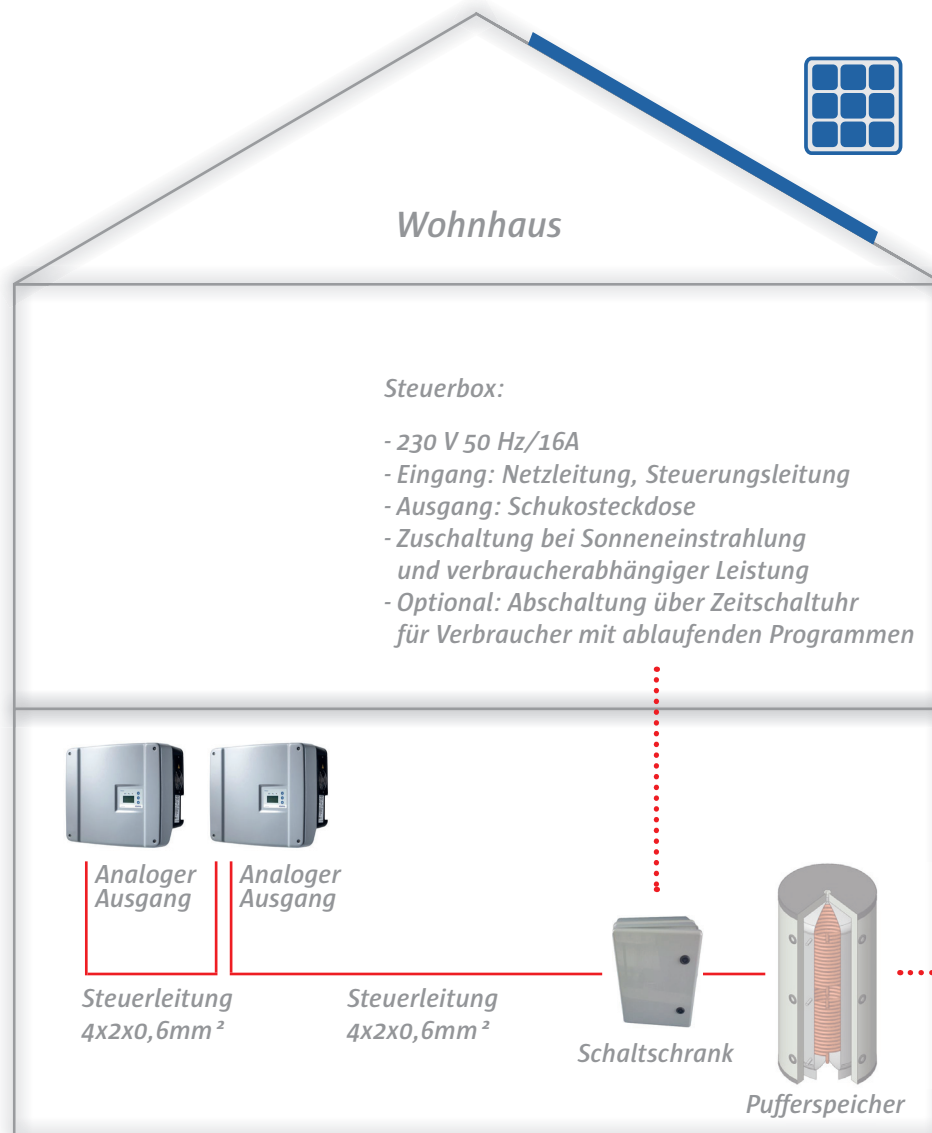 Wohnhaus
Steuerbox:
- 230 V 50 Hz/16A
- Eingang: Netzleitung, Steuerungsleitung
- Ausgang: Schukosteckdose
- Zuschaltung bei Sonneneinstrahlung
und verbraucherabhängiger Leistung
- Optional: Abschaltung über Zeitschaltuhr
für Verbraucher mit ablaufenden Programmen
Analoger
Ausgang
Analoger
Ausgang
Steuerleitung
4x2x0,6mm²
Steuerleitung
4x2x0,6mm²
Schaltschrank
Pufferspeicher